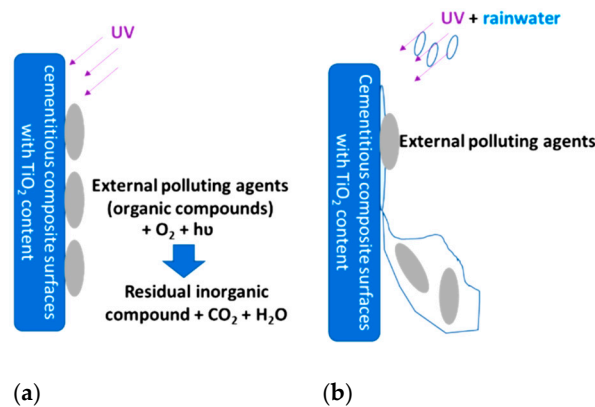 UV
cementitious composite surfaces
with TiO₂ content
External polluting agents
(organic compounds)
+ O₂ + hυ
Residual inorganic
compound + CO₂ + H₂O
(a)
UV + rainwater
Cementitious composite surfaces
with TiO₂ content
External polluting agents
(b)